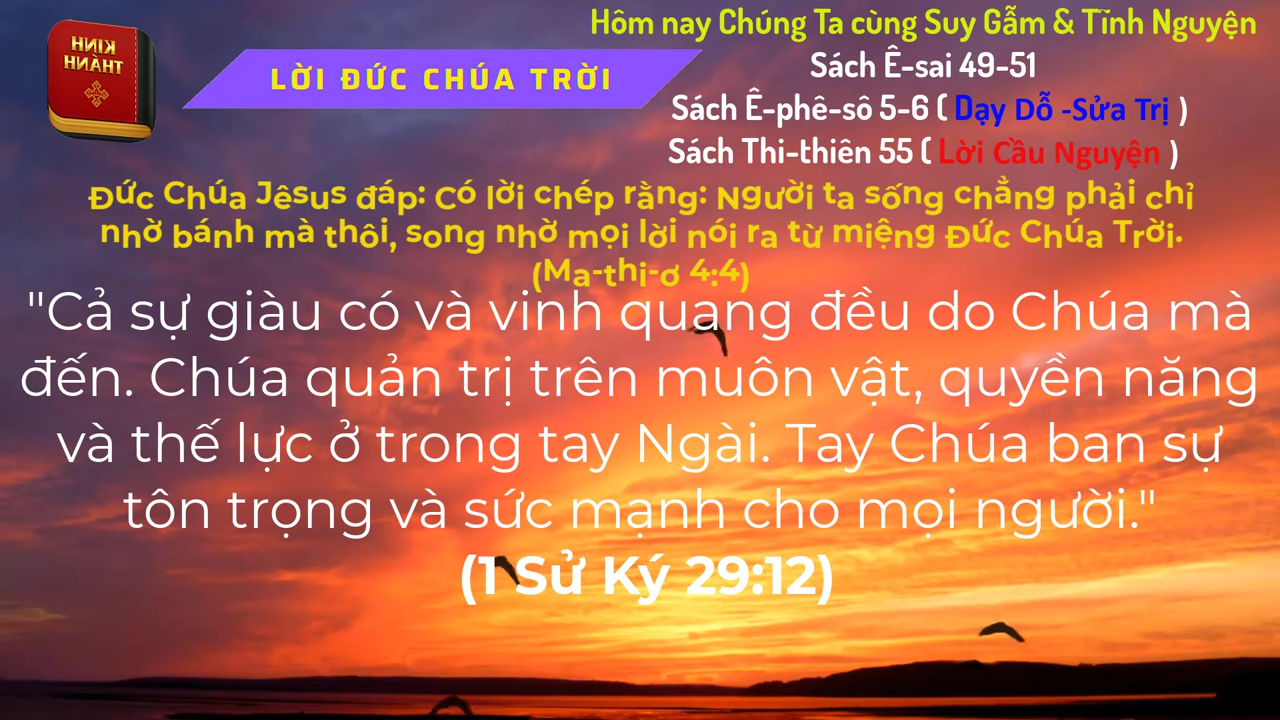 KINH
THÁNH
LỜI ĐỨC CHÚA TRỜI
Hôm nay Chúng Ta cùng Suy Gẫm & Tĩnh Nguyện
Sách Ê-sai 49-51
Sách Ê-phê-sô 5-6 ( Dạy Dỗ -Sửa Trị )
Sách Thi-thiên 55 ( Lời Cầu Nguyện )
Đức Chúa Jêsus đáp: Có lời chép rằng: Người ta sống chẳng phải chỉ
nhờ bánh mà thôi, song nhờ mọi lời nói ra từ miệng Đức Chúa Trời.
(Ma-thi-ơ 4:4)
"Cả sự giàu có và vinh quang đều do Chúa mà
đến. Chúa quản trị trên muôn vật, quyền năng
và thế lực ở trong tay Ngài. Tay Chúa ban sự
tôn trọng và sức mạnh cho mọi người."
(1 Sử Ký 29:12)